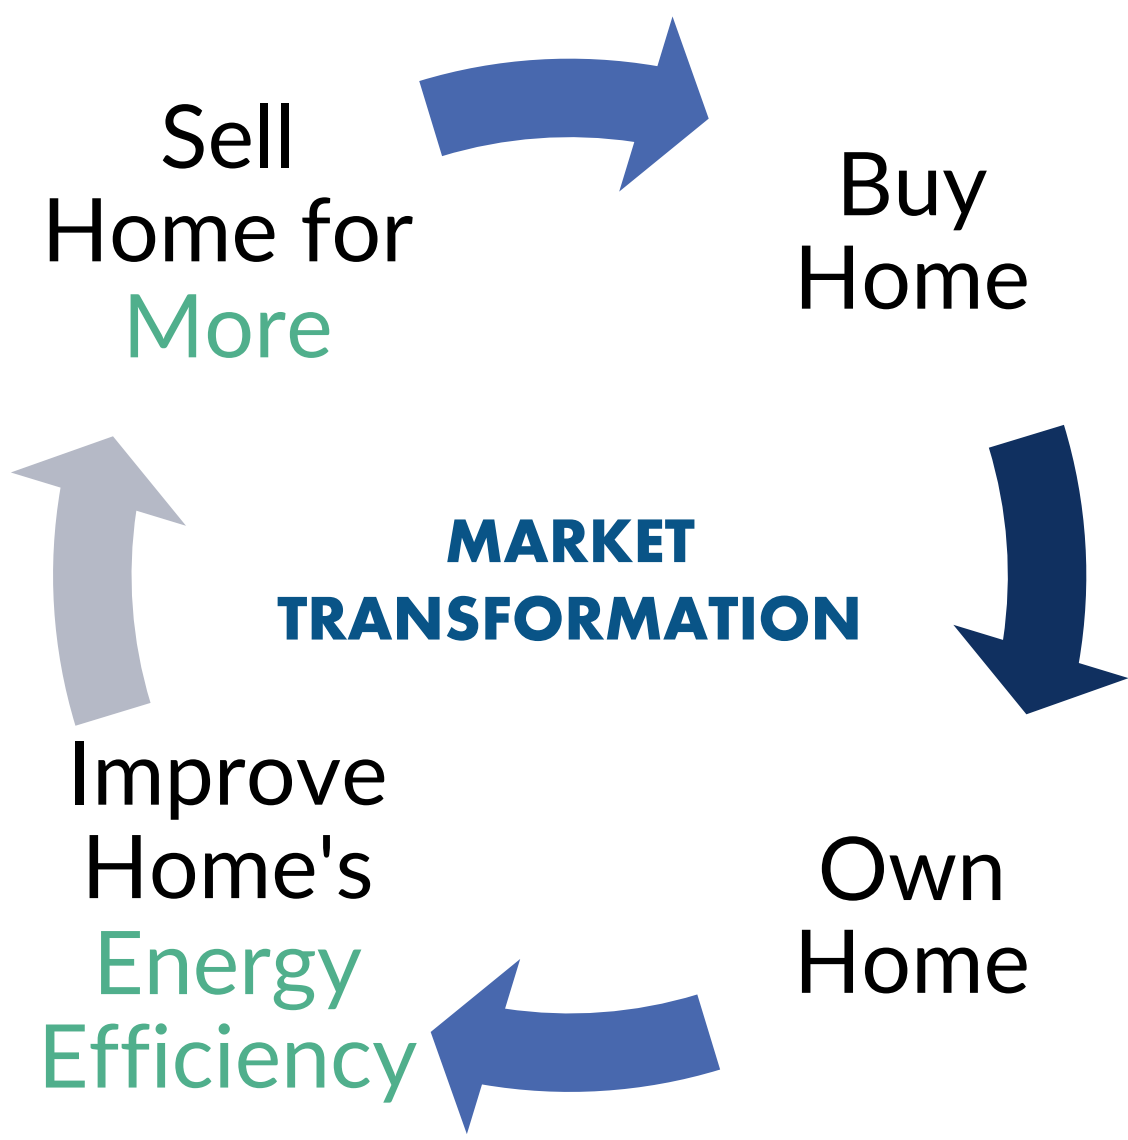 Sell
Home for
More
Buy
Home
MARKET
TRANSFORMATION
Improve
Home's
Energy
Efficiency
Own
Home